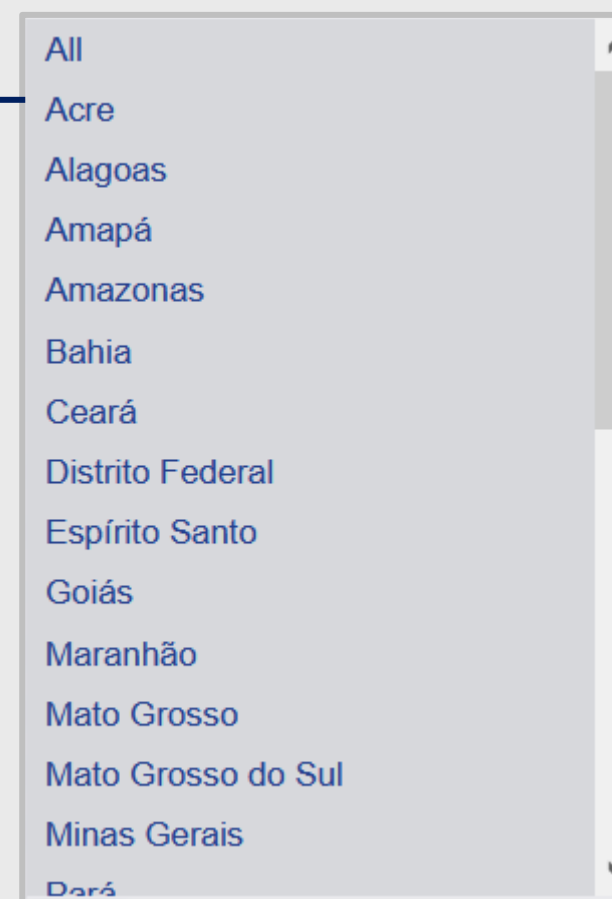 All
Acre
Alagoas
Amapá
Amazonas
Bahia
Ceará
Distrito Federal
Espírito Santo
Goiás
Maranhão
Mato Grosso
Mato Grosso do Sul
Minas Gerais
Pará